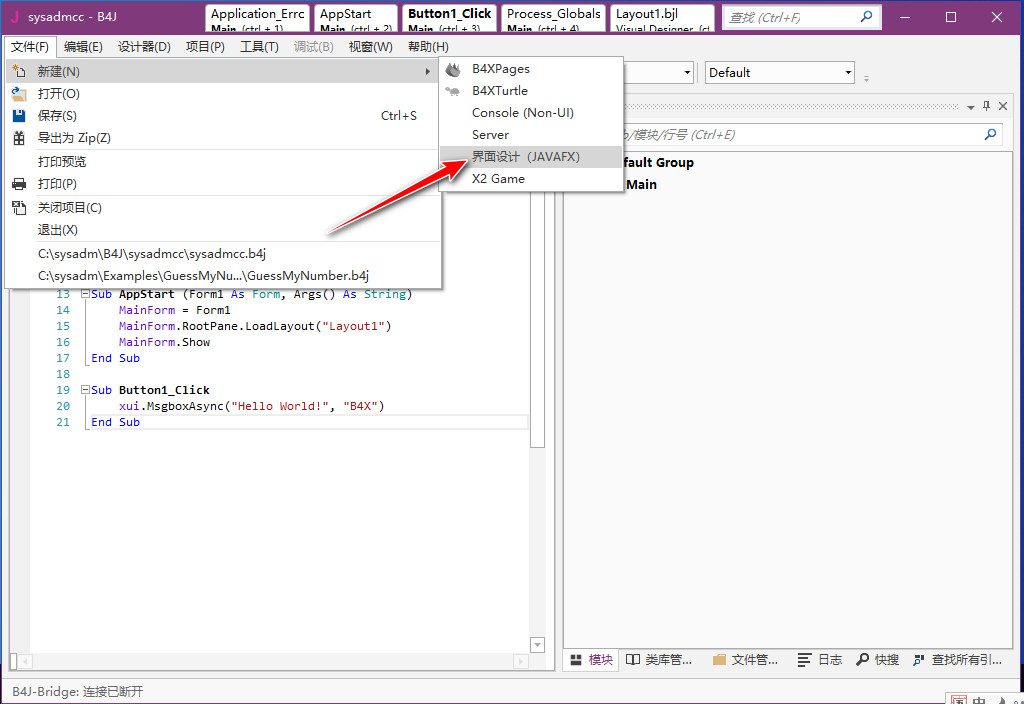 sysadmcc - B4J
Application_Errc
Main (ctrl + 1)
AppStart
Main (ctrl + 2)
Button1_Click
Main (ctrl + 3)
Process_Globals
Main (ctrl + 4)
Layout1.bjl
Visual Designer (ct
查找 (Ctrl+F)
文件(F) 编辑(E) 设计器(D) 项目(P) 工具(T) 调试(B) 视窗(W) 帮助(H)
新建(N)
打开(O)
保存(S) Ctrl+S
导出为 Zip(Z)
打印预览
打印(P)
关闭项目(C)
退出(X)
C:\sysadm\B4J\sysadmcc\sysadmcc.b4j
C:\sysadm\Examples\GuessMyNu...\GuessMyNumber.b4j
B4XPages
B4XTurtle
Console (Non-UI)
Server
界面设计（JAVAFX）
X2 Game
Default
b/模块/行号 (Ctrl+E)
fault Group
Main
13 Sub AppStart (Form1 As Form, Args() As String)
14 MainForm = Form1
15 MainForm.RootPane.LoadLayout("Layout1")
16 MainForm.Show
17 End Sub
18
19 Sub Button1_Click
20 xui.MsgboxAsync("Hello World!", "B4X")
21 End Sub
模块 类库管... 文件管... 日志 快搜 查找所有引...
B4J-Bridge: 连接已断开
英 中